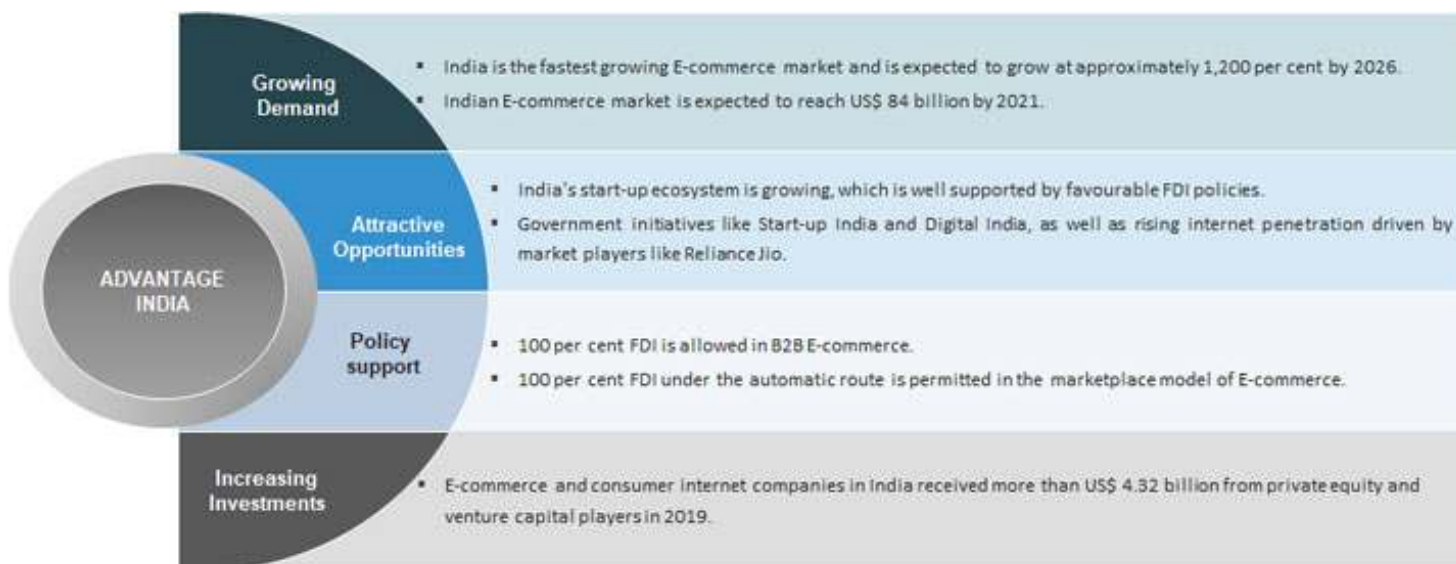 ADVANTAGE
INDIA
Growing
Demand
▪ India is the fastest growing E-commerce market and is expected to grow at approximately 1,200 per cent by 2026.
▪ Indian E-commerce market is expected to reach US$ 84 billion by 2021.
Attractive
Opportunities
▪ India's start-up ecosystem is growing, which is well supported by favourable FDI policies.
▪ Government initiatives like Start-up India and Digital India, as well as rising internet penetration driven by
market players like Reliance Jio.
Policy
support
▪ 100 per cent FDI is allowed in B2B E-commerce.
▪ 100 per cent FDI under the automatic route is permitted in the marketplace model of E-commerce.
Increasing
Investments
▪ E-commerce and consumer internet companies in India received more than US$ 4.32 billion from private equity and
venture capital players in 2019.